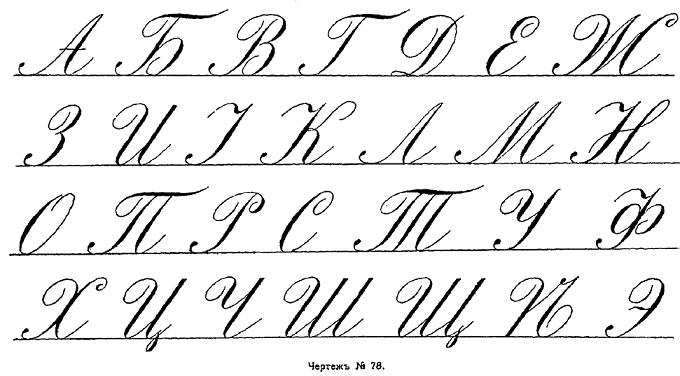 А Б В Г Д Е Ж
З И І К Л М Н
О П Р С Т У Ф
Х Ц Ч Ш Щ Ѣ Э
Чертежъ № 78.